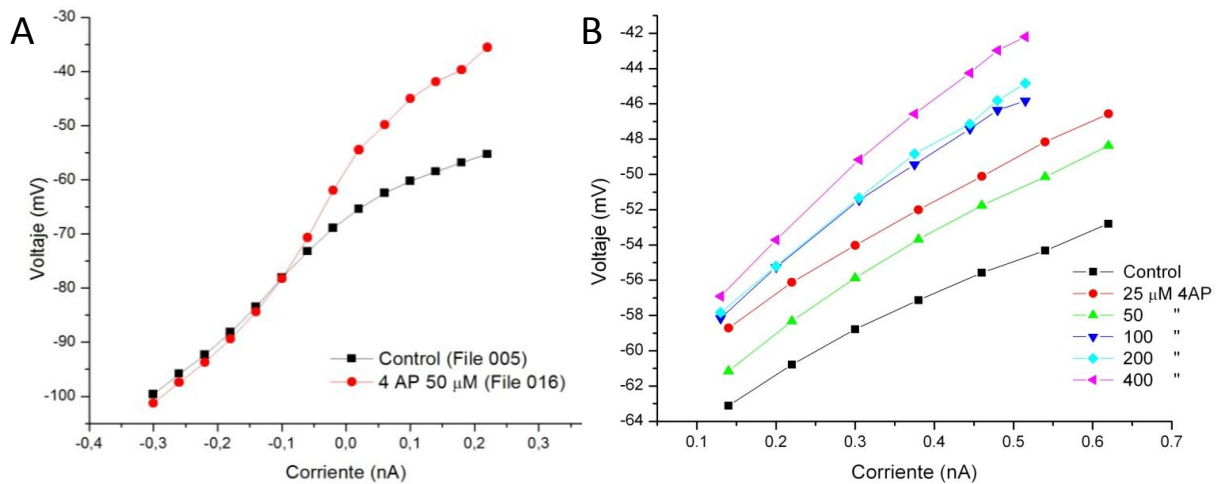 A
-30
-40
-50
-60
-70
-80
-90
-100
Voltaje (mV)
Control (File 005)
4 AP 50 μM (File 016)
-0,4 -0,3 -0,2 -0,1 0,0 0,1 0,2 0,3
Corriente (nA)
B
-42
-44
-46
-48
-50
-52
-54
-56
-58
-60
-62
-64
Voltaje (mV)
Control
25 μM 4AP
50 "
100 "
200 "
400 "
0.1 0.2 0.3 0.4 0.5 0.6 0.7
Corriente (nA)